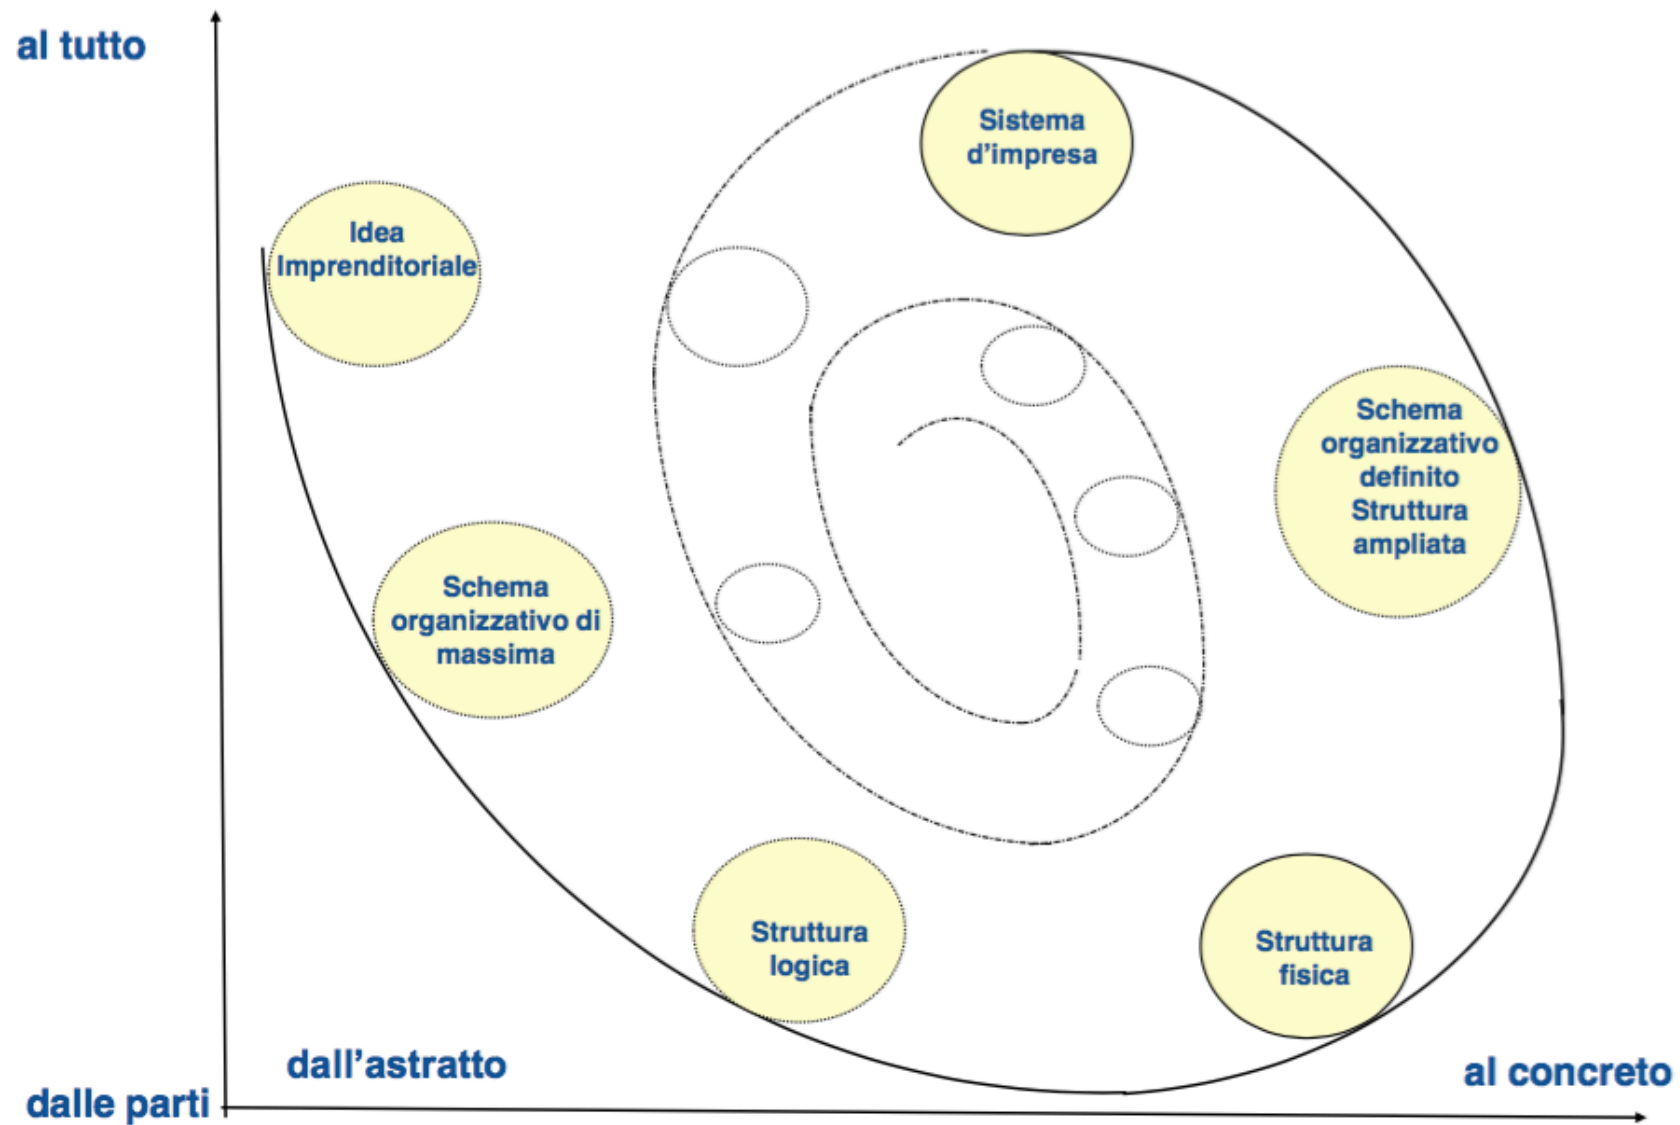 al tutto
Sistema
d'impresa
Idea
Imprenditoriale
Schema
organizzativo
definito
Struttura
ampliata
Schema
organizzativo di
massima
Struttura
logica
Struttura
fisica
dall'astratto
al concreto
dalle parti